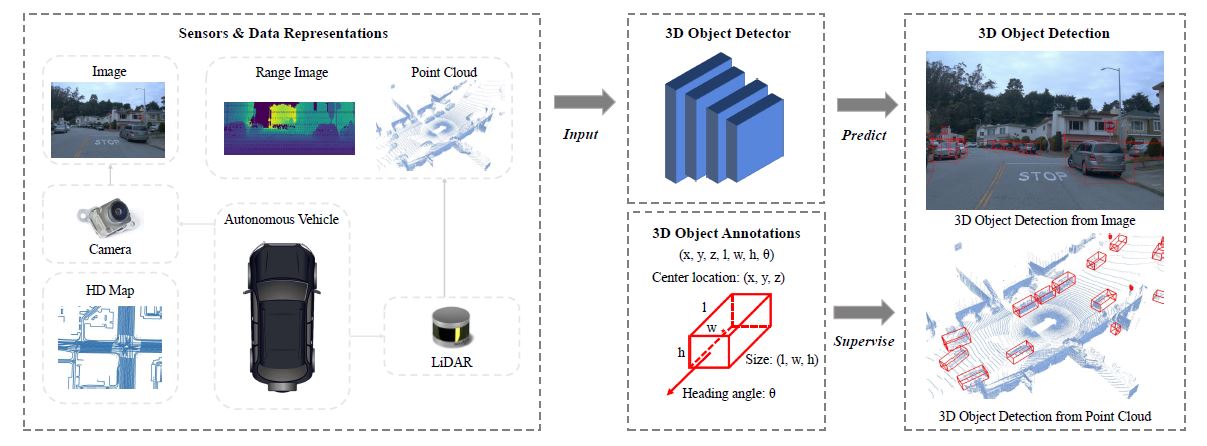 Sensors & Data Representations
Image
Range Image
Point Cloud
STOP
Camera
Autonomous Vehicle
HD Map
LiDAR
Input
3D Object Detector
Predict
3D Object Annotations
(x, y, z, l, w, h, θ)
Center location: (x, y, z)
l
w
h
Size: (l, w, h)
Heading angle: θ
Supervise
3D Object Detection
STOP
3D Object Detection from Image
3D Object Detection from Point Cloud